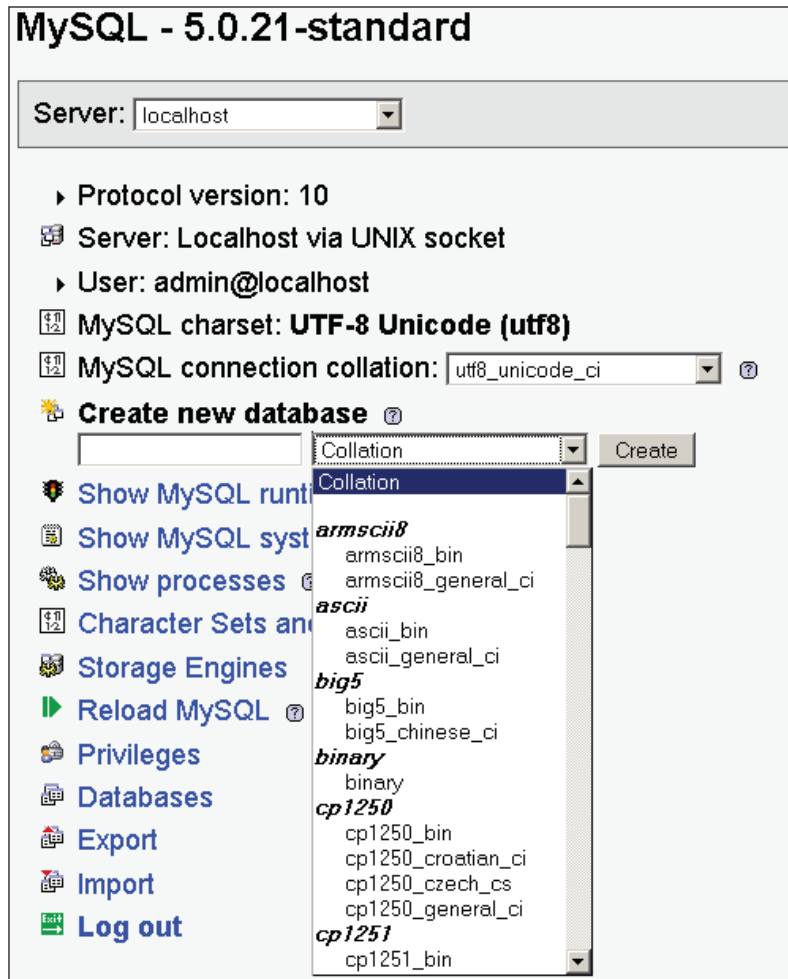 MySQL - 5.0.21-standard
Server: localhost
Protocol version: 10
Server: Localhost via UNIX socket
User: admin@localhost
MySQL charset: UTF-8 Unicode (utf8)
MySQL connection collation: utf8_unicode_ci
Create new database
Collation Create
Collation
armscii8
armscii8_bin
armscii8_general_ci
ascii
ascii_bin
ascii_general_ci
big5
big5_bin
big5_chinese_ci
binary
binary
cp1250
cp1250_bin
cp1250_croatian_ci
cp1250_czech_cs
cp1250_general_ci
cp1251
cp1251_bin
Show MySQL
Show MySQL
Show processes
Character Sets
Storage Engines
Reload MySQL
Privileges
Databases
Export
Import
Log out